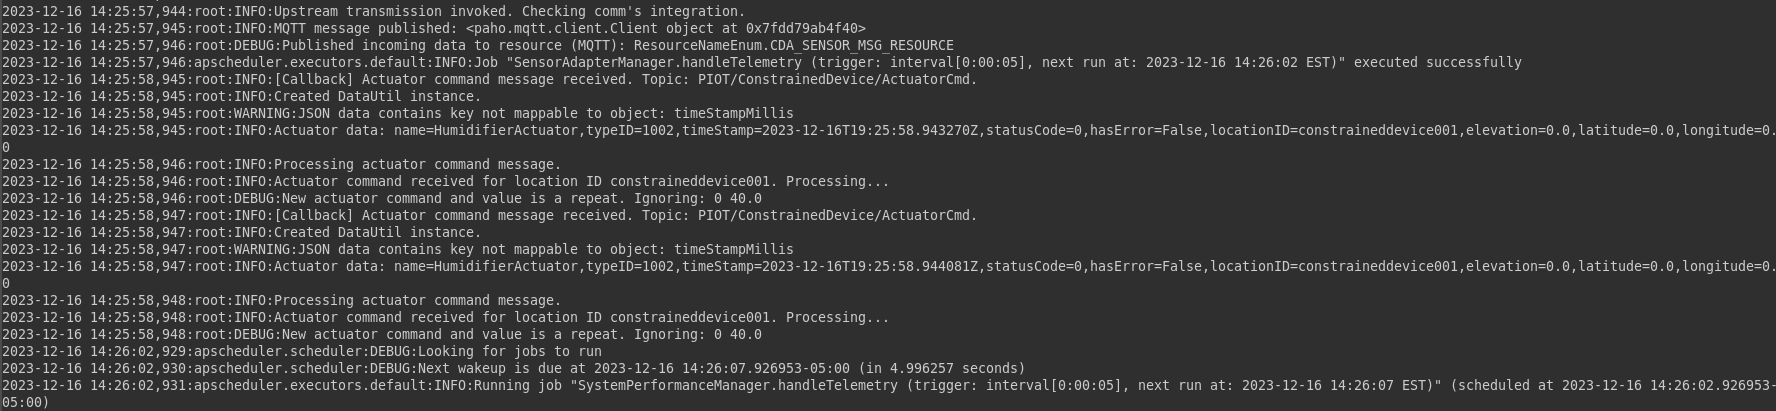 2023-12-16 14:25:57,944:root:INFO:Upstream transmission invoked. Checking comm's integration.
2023-12-16 14:25:57,945:root:INFO:MQTT message published: <paho.mqtt.client.Client object at 0x7fdd79ab4f40>
2023-12-16 14:25:57,946:root:DEBUG:Published incoming data to resource (MQTT): ResourceNameEnum.CDA_SENSOR_MSG_RESOURCE
2023-12-16 14:25:57,946:apscheduler.executors.default:INFO:Job "SensorAdapterManager.handleTelemetry (trigger: interval[0:00:05], next run at: 2023-12-16 14:26:02 EST)" executed successfully
2023-12-16 14:25:58,945:root:INFO:[Callback] Actuator command message received. Topic: PIOT/ConstrainedDevice/ActuatorCmd.
2023-12-16 14:25:58,945:root:INFO:Created DataUtil instance.
2023-12-16 14:25:58,945:root:WARNING:JSON data contains key not mappable to object: timeStampMillis
2023-12-16 14:25:58,945:root:INFO:Actuator data: name=HumidifierActuator,typeID=1002,timeStamp=2023-12-16T19:25:58.943270Z,statusCode=0,hasError=False,locationID=constraineddevice001,elevation=0.0,latitude=0.0,longitude=0.
0
2023-12-16 14:25:58,946:root:INFO:Processing actuator command message.
2023-12-16 14:25:58,946:root:INFO:Actuator command received for location ID constraineddevice001. Processing...
2023-12-16 14:25:58,946:root:DEBUG:New actuator command and value is a repeat. Ignoring: 0 40.0
2023-12-16 14:25:58,947:root:INFO:[Callback] Actuator command message received. Topic: PIOT/ConstrainedDevice/ActuatorCmd.
2023-12-16 14:25:58,947:root:INFO:Created DataUtil instance.
2023-12-16 14:25:58,947:root:WARNING:JSON data contains key not mappable to object: timeStampMillis
2023-12-16 14:25:58,947:root:INFO:Actuator data: name=HumidifierActuator,typeID=1002,timeStamp=2023-12-16T19:25:58.944081Z,statusCode=0,hasError=False,locationID=constraineddevice001,elevation=0.0,latitude=0.0,longitude=0.
0
2023-12-16 14:25:58,948:root:INFO:Processing actuator command message.
2023-12-16 14:25:58,948:root:INFO:Actuator command received for location ID constraineddevice001. Processing...
2023-12-16 14:25:58,948:root:DEBUG:New actuator command and value is a repeat. Ignoring: 0 40.0
2023-12-16 14:26:02,929:apscheduler.scheduler:DEBUG:Looking for jobs to run
2023-12-16 14:26:02,930:apscheduler.scheduler:DEBUG:Next wakeup is due at 2023-12-16 14:26:07.926953-05:00 (in 4.996257 seconds)
2023-12-16 14:26:02,931:apscheduler.executors.default:INFO:Running job "SystemPerformanceManager.handleTelemetry (trigger: interval[0:00:05], next run at: 2023-12-16 14:26:07 EST)" (scheduled at 2023-12-16 14:26:02.926953-
05:00)